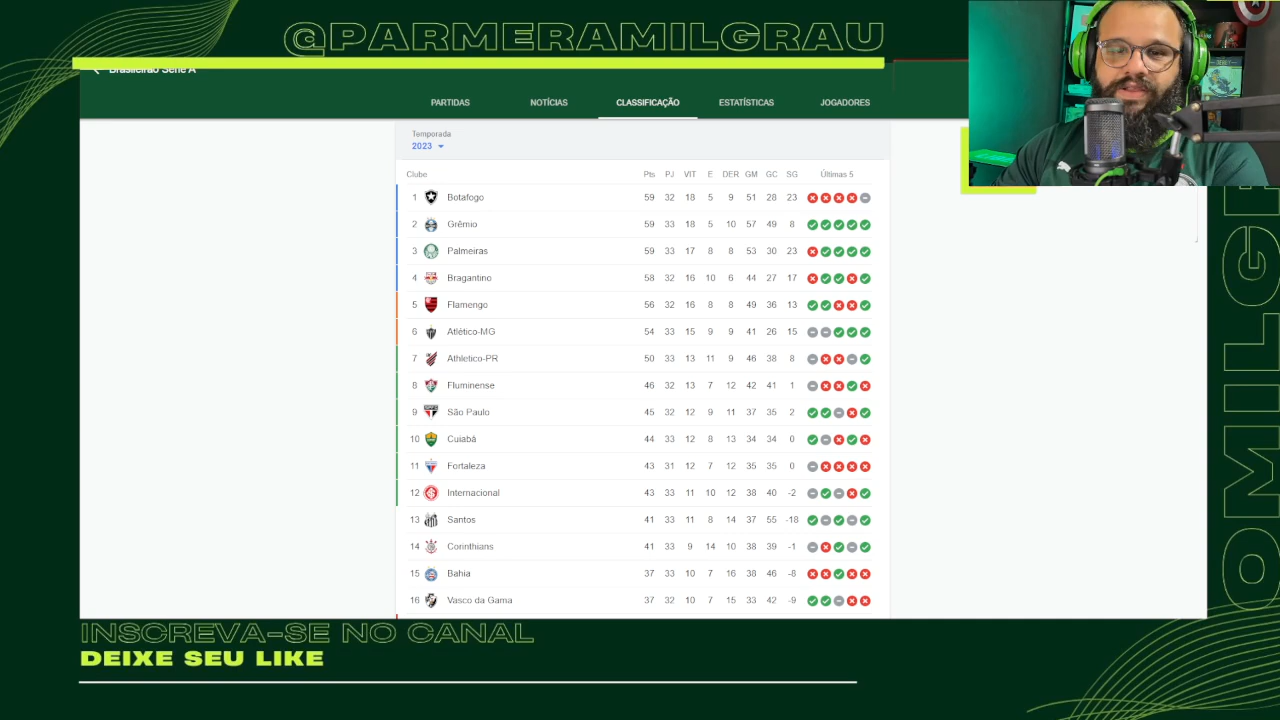 @PARMERAMILGRAU
Brasileirão Série A
PARTIDAS NOTÍCIAS CLASSIFICAÇÃO ESTATÍSTICAS JOGADORES
Temporada
2023
Clube Pts PJ VIT E DER GM GC SG Últimas 5
1 Botafogo 59 32 18 5 9 51 28 23
2 Grêmio 59 33 18 5 10 57 49 8
3 Palmeiras 59 33 17 8 8 53 30 23
4 Bragantino 58 32 16 10 6 44 27 17
5 Flamengo 56 32 16 8 8 49 36 13
6 Atlético-MG 54 33 15 9 9 41 26 15
7 Athletico-PR 50 33 13 11 9 46 38 8
8 Fluminense 46 32 13 7 12 42 41 1
9 São Paulo 45 32 12 9 11 37 35 2
10 Cuiabá 44 33 12 8 13 34 34 0
11 Fortaleza 43 31 12 7 12 35 35 0
12 Internacional 43 33 11 10 12 38 40 -2
13 Santos 41 33 11 8 14 37 55 -18
14 Corinthians 41 33 9 14 10 38 39 -1
15 Bahia 37 33 10 7 16 38 46 -8
16 Vasco da Gama 37 32 10 7 15 33 42 -9
INSCREVA-SE NO CANAL
DEIXE SEU LIKE